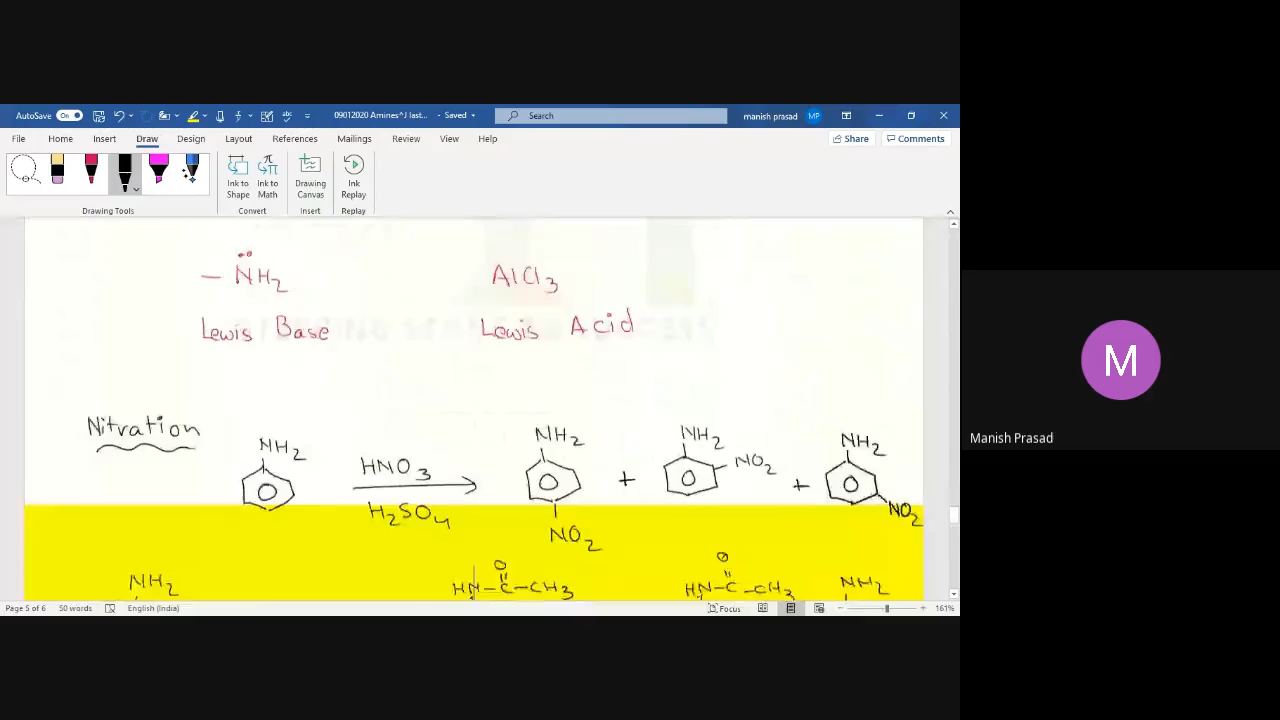 AutoSave On 09012020 Amines^J last... - Saved Search manish prasad MP
File Home Insert Draw Design Layout References Mailings Review View Help Share Comments
Ink to Shape Ink to Math Drawing Canvas Ink Replay
Drawing Tools Convert Insert Replay
— N̈H2 AlCl3
Lewis Base Lewis Acid
Nitration
NH2 NH2 NH2 NH2
HNO3 + NO2 +
H2SO4 NO2 NO2
O O
NH2 HN-C-CH3 HN-C-CH3 NH2
Page 5 of 6 50 words English (India) Focus 161%
M
Manish Prasad